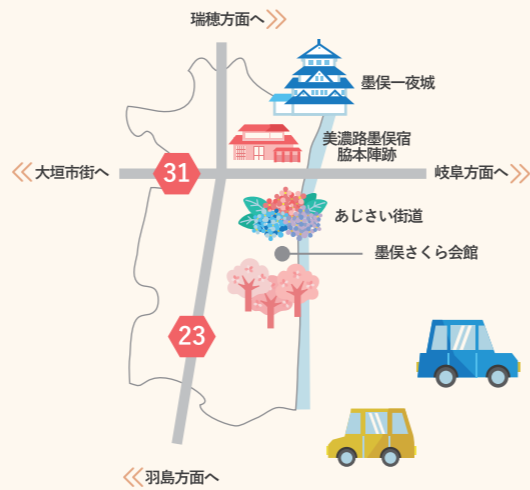 瑞穂方面へ
墨俣一夜城
美濃路墨俣宿
脇本陣跡
大垣市街へ
31
岐阜方面へ
あじさい街道
墨俣さくら会館
23
羽島方面へ